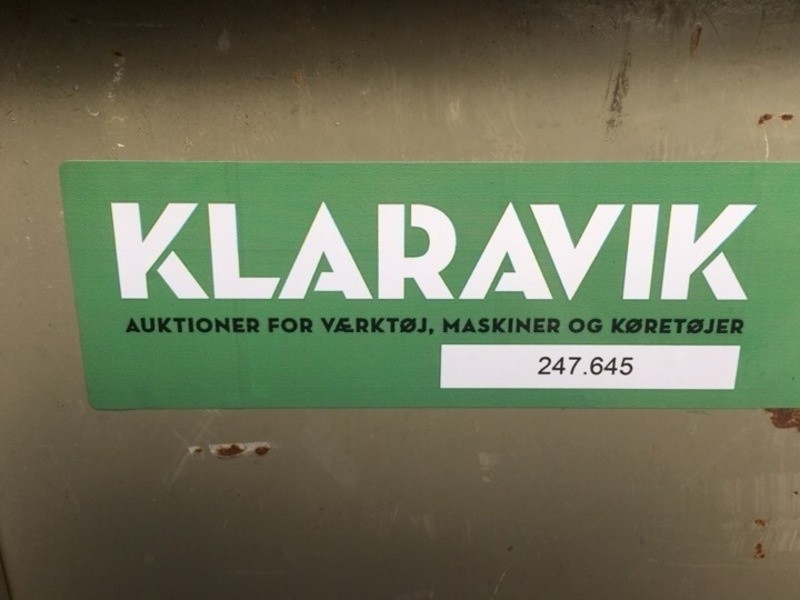 KLARAVIK
AUKTIONER FOR VÆRKTØJ, MASKINER OG KØRETØJER
247.645